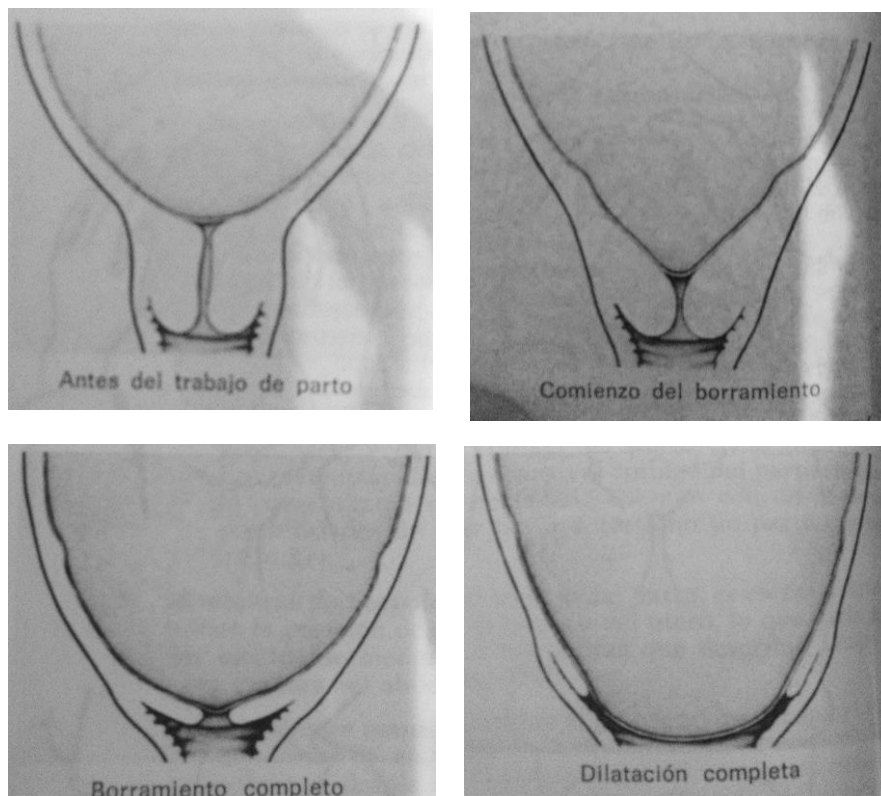 Antes del trabajo de parto
Comienzo del borramiento
Borramiento completo
Dilatación completa